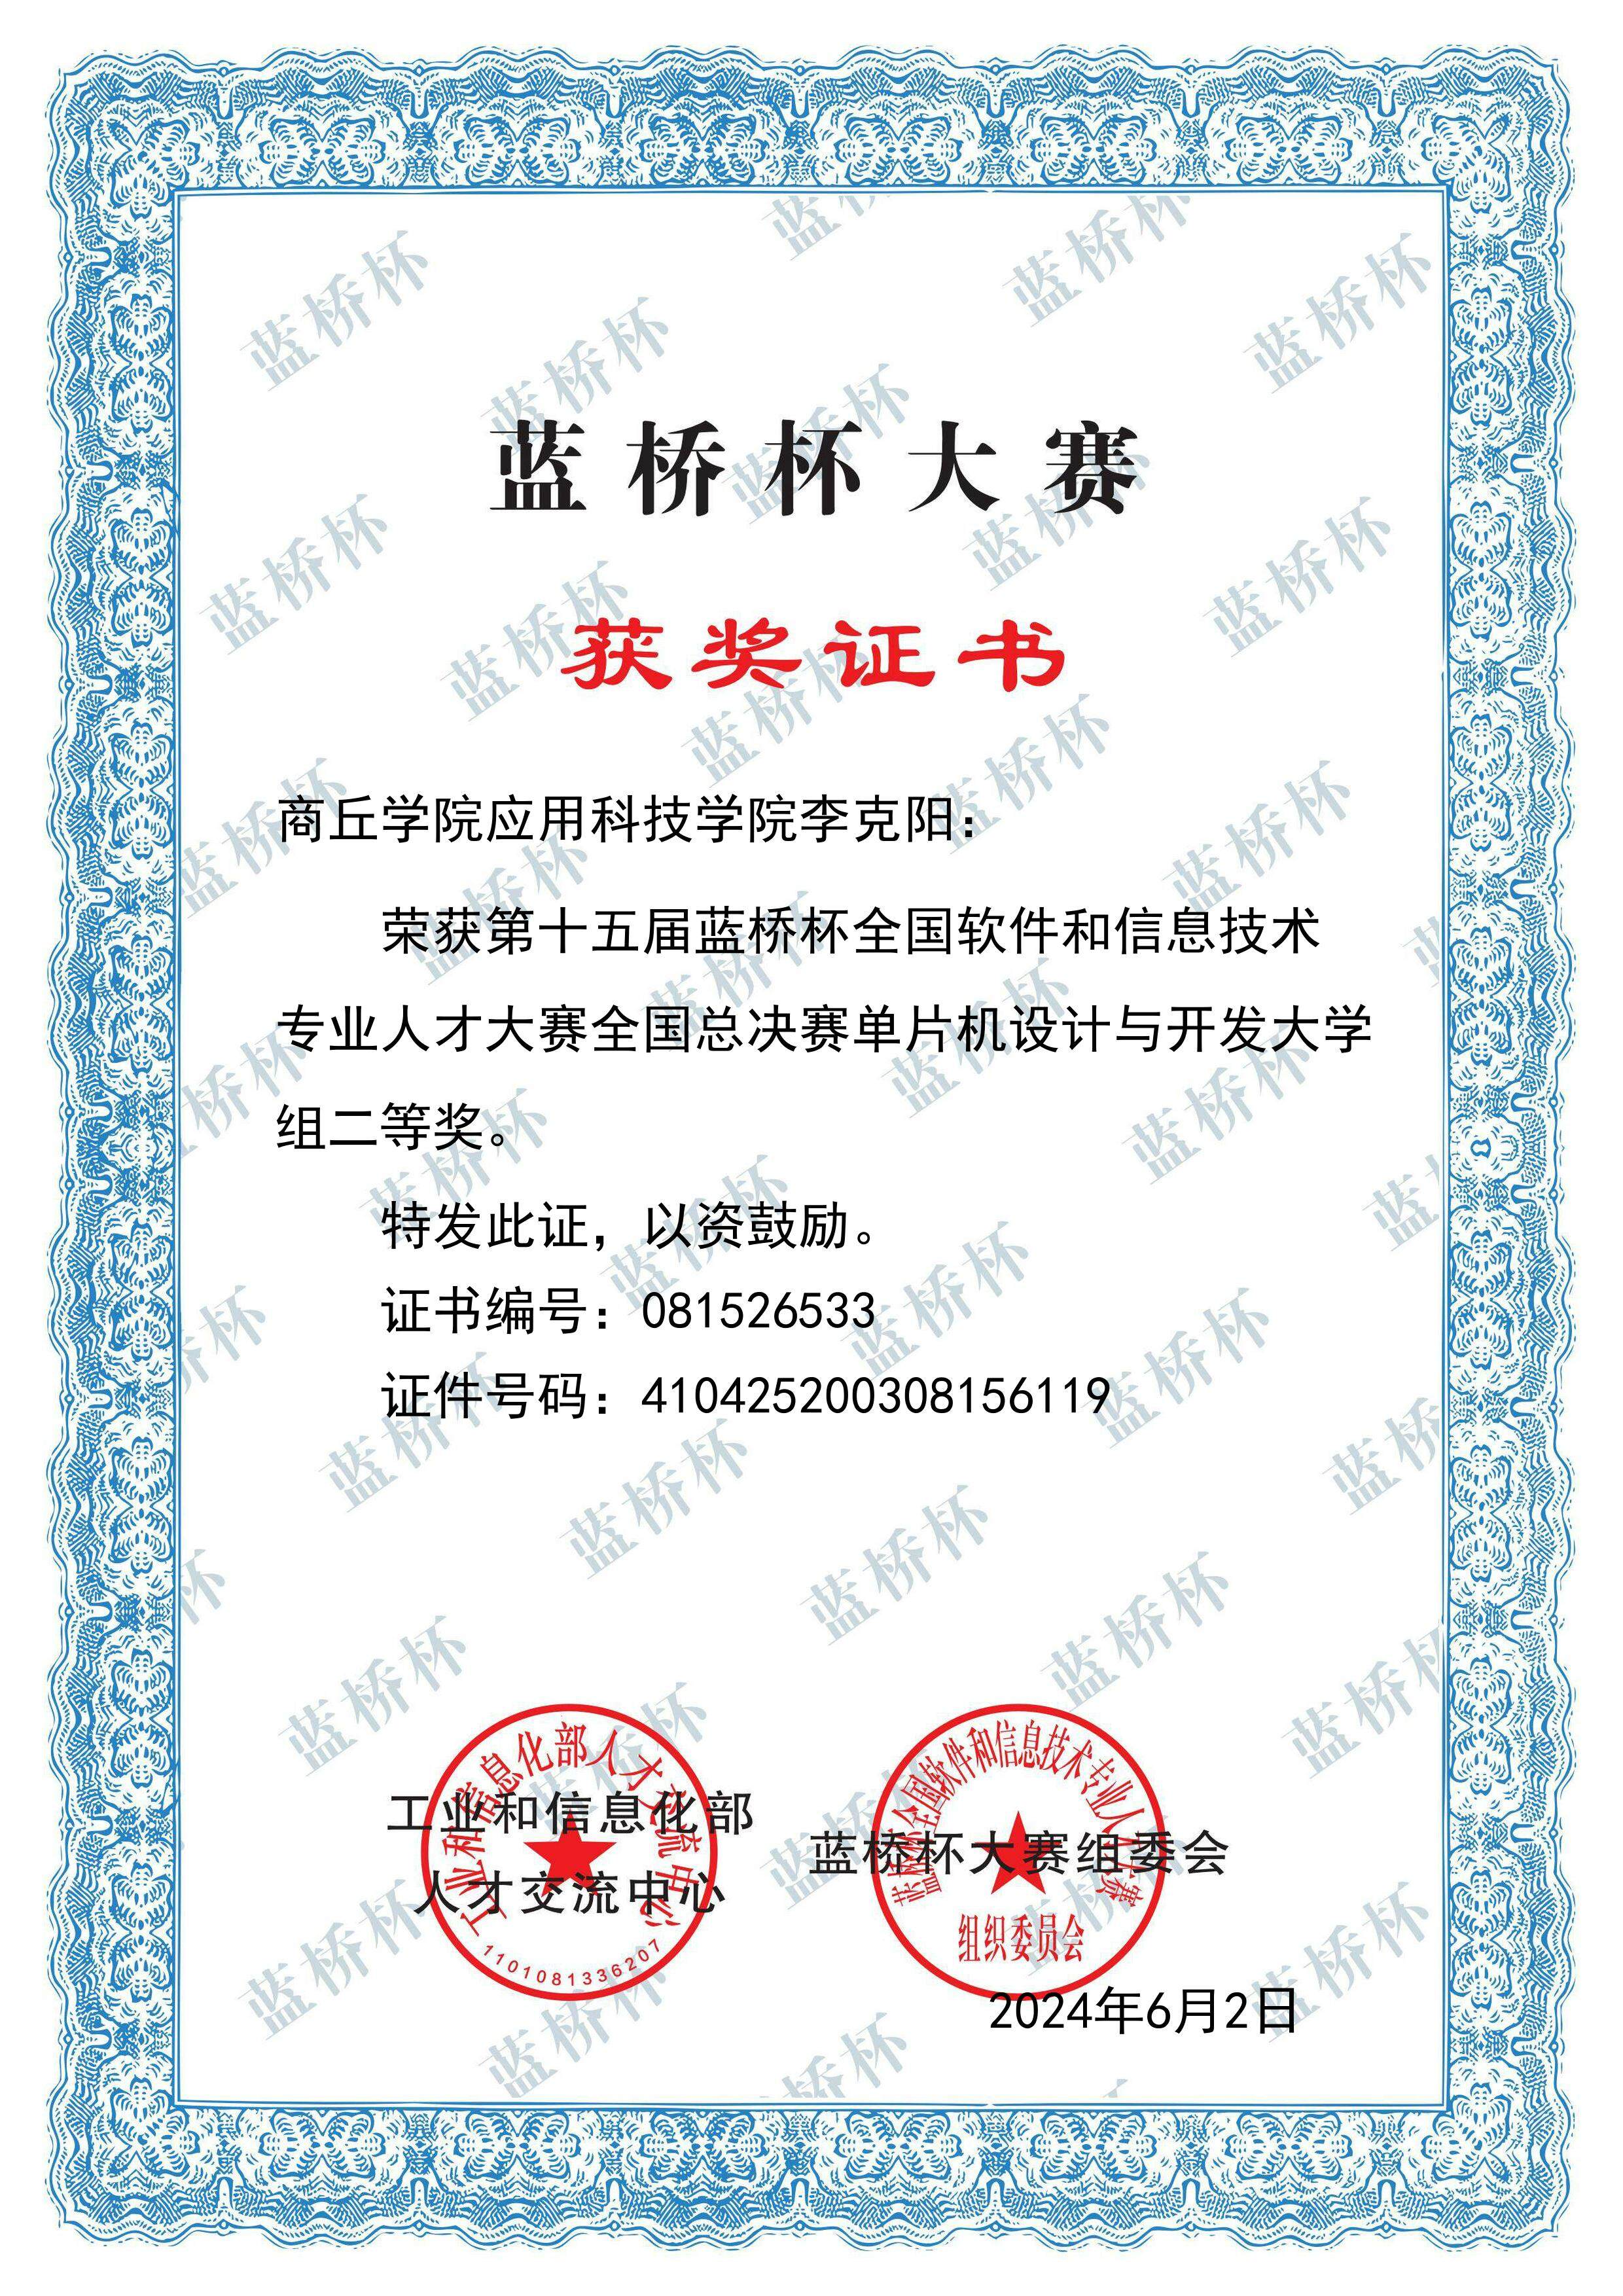 蓝桥杯大赛
获奖证书
商丘学院应用科技学院李克阳：
荣获第十五届蓝桥杯全国软件和信息技术
专业人才大赛全国总决赛单片机设计与开发大学
组二等奖。
特发此证，以资鼓励。
证书编号：081526533
证件号码：410425200308156119
工业和信息化部人才交流中心
工业和信息化部
人才交流中心
1101081336207
蓝桥杯全国软件和信息技术专业人才大赛
蓝桥杯大赛组委会
组织委员会
2024年6月2日
蓝桥杯